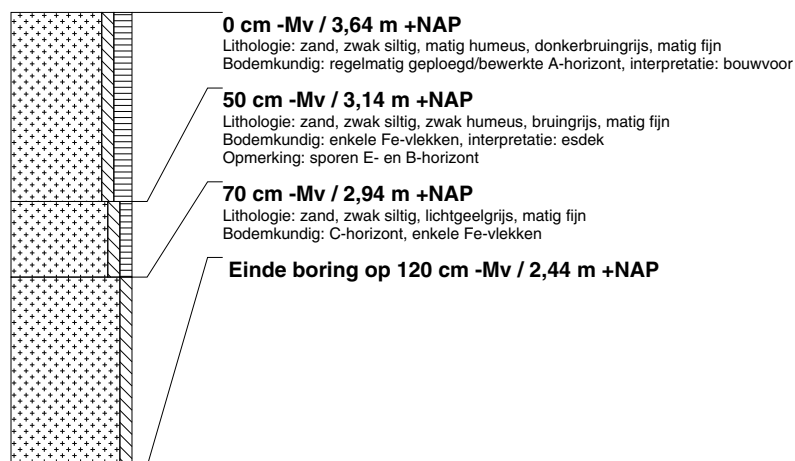 0 cm -Mv / 3,64 m +NAP
Lithologie: zand, zwak siltig, matig humeus, donkerbruingrijs, matig fijn
Bodemkundig: regelmatig geploegd/bewerkte A-horizont, interpretatie: bouwvoor
50 cm -Mv / 3,14 m +NAP
Lithologie: zand, zwak siltig, zwak humeus, bruingrijs, matig fijn
Bodemkundig: enkele Fe-vlekken, interpretatie: esdek
Opmerking: sporen E- en B-horizont
70 cm -Mv / 2,94 m +NAP
Lithologie: zand, zwak siltig, lichtgeelgrijs, matig fijn
Bodemkundig: C-horizont, enkele Fe-vlekken
Einde boring op 120 cm -Mv / 2,44 m +NAP